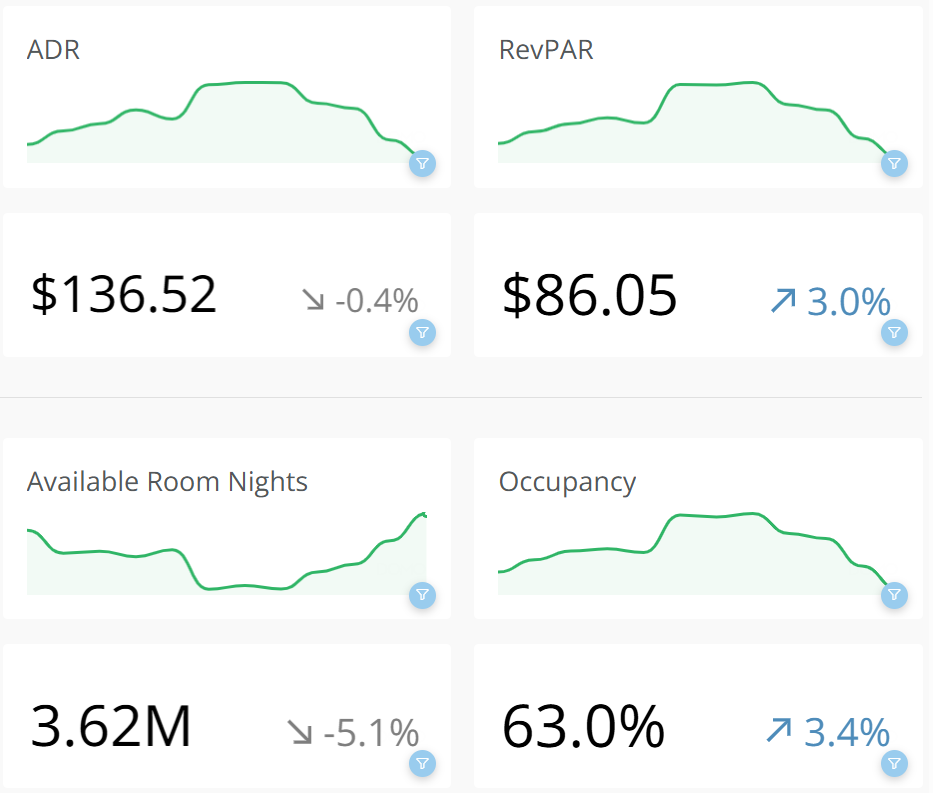 ADR
RevPAR
$136.52
-0.4%
$86.05
3.0%
Available Room Nights
Occupancy
3.62M
-5.1%
63.0%
3.4%